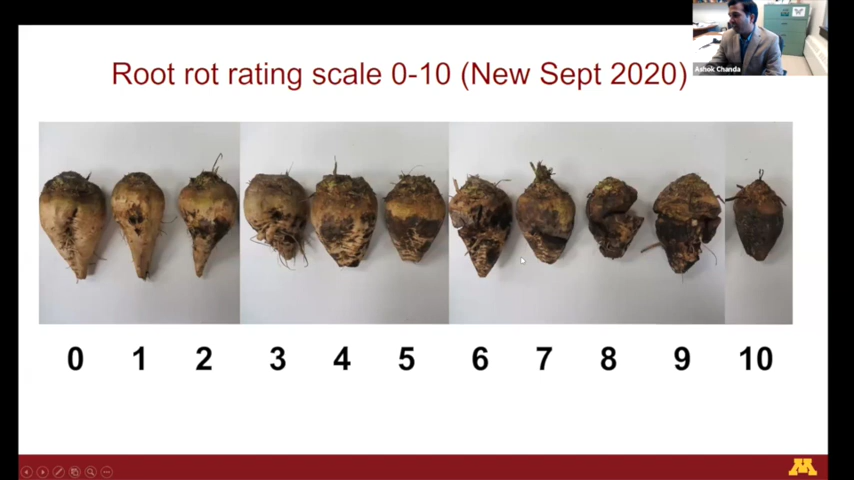 Ashok Chanda
Root rot rating scale 0-10 (New Sept 2020)
0 1 2 3 4 5 6 7 8 9 10
M